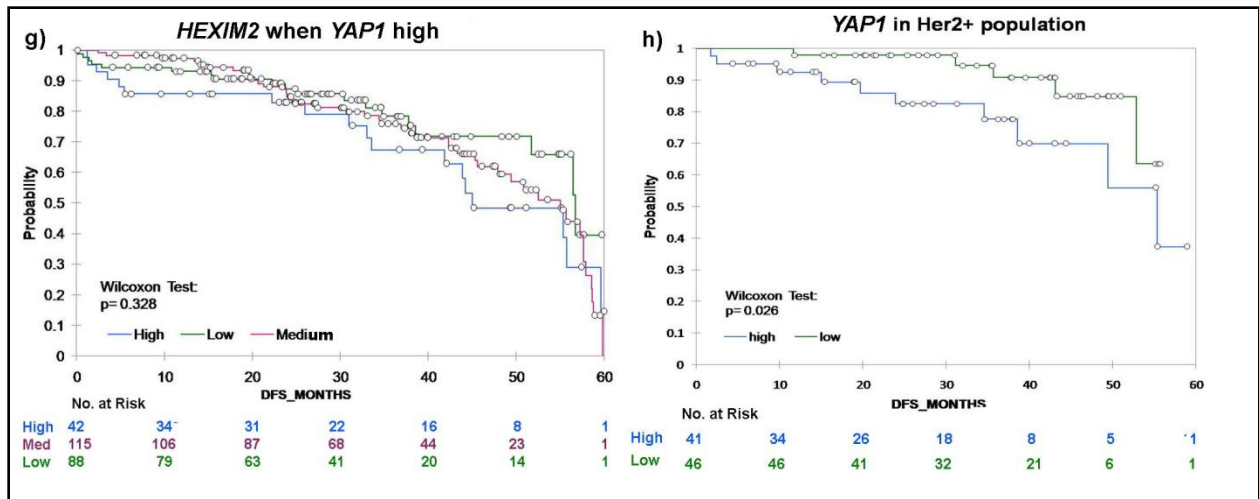 g)
HEXIM2 when YAP1 high
1
0.9
0.8
0.7
0.6
0.5
0.4
0.3
0.2
0.1
0
Probability
Wilcoxon Test:
p= 0.328
High Low Medium
0 10 20 30 40 50 60
DFS_MONTHS
No. at Risk
High 42 34- 31 22 16 8 1
Med 115 106 87 68 44 23 1
Low 88 79 63 41 20 14 1
h)
YAP1 in Her2+ population
1
0.9
0.8
0.7
0.6
0.5
0.4
0.3
0.2
0.1
0
Probability
Wilcoxon Test:
p= 0.026
high low
0 10 20 30 40 50 60
DFS_MONTHS
No. at Risk
High 41 34 26 18 8 5 1
Low 46 46 41 32 21 6 1